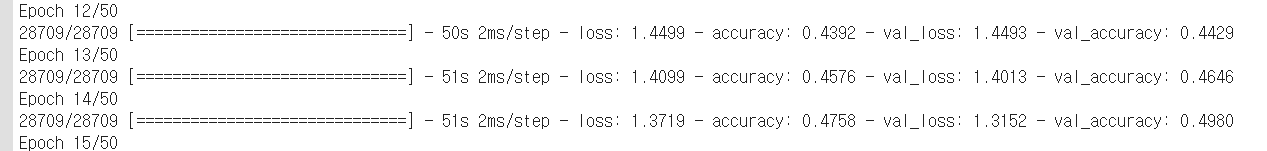 Epoch 12/50
28709/28709 [==============================] - 50s 2ms/step - loss: 1.4499 - accuracy: 0.4392 - val_loss: 1.4493 - val_accuracy: 0.4429
Epoch 13/50
28709/28709 [==============================] - 51s 2ms/step - loss: 1.4099 - accuracy: 0.4576 - val_loss: 1.4013 - val_accuracy: 0.4646
Epoch 14/50
28709/28709 [==============================] - 51s 2ms/step - loss: 1.3719 - accuracy: 0.4758 - val_loss: 1.3152 - val_accuracy: 0.4980
Epoch 15/50